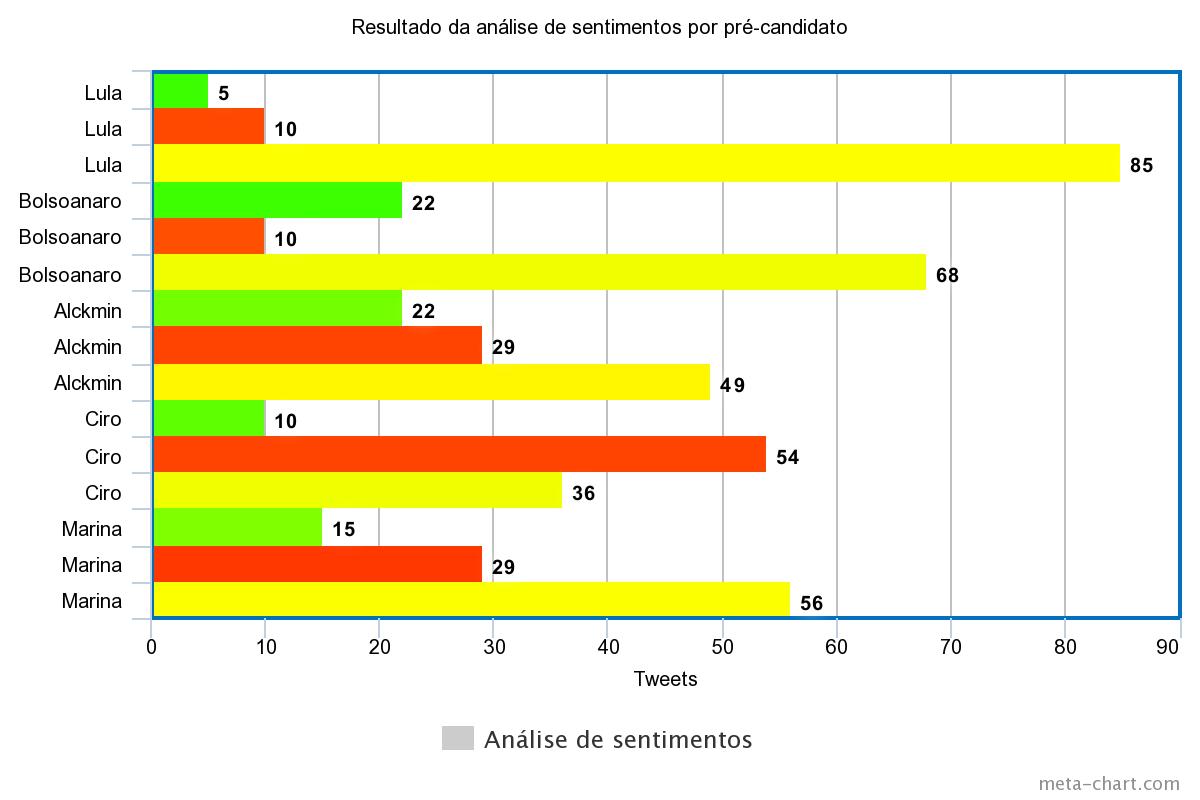 Resultado da análise de sentimentos por pré-candidato
Lula 5
Lula 10
Lula 85
Bolsoanaro 22
Bolsoanaro 10
Bolsoanaro 68
Alckmin 22
Alckmin 29
Alckmin 49
Ciro 10
Ciro 54
Ciro 36
Marina 15
Marina 29
Marina 56
0 10 20 30 40 50 60 70 80 90
Tweets
Análise de sentimentos
meta-chart.com